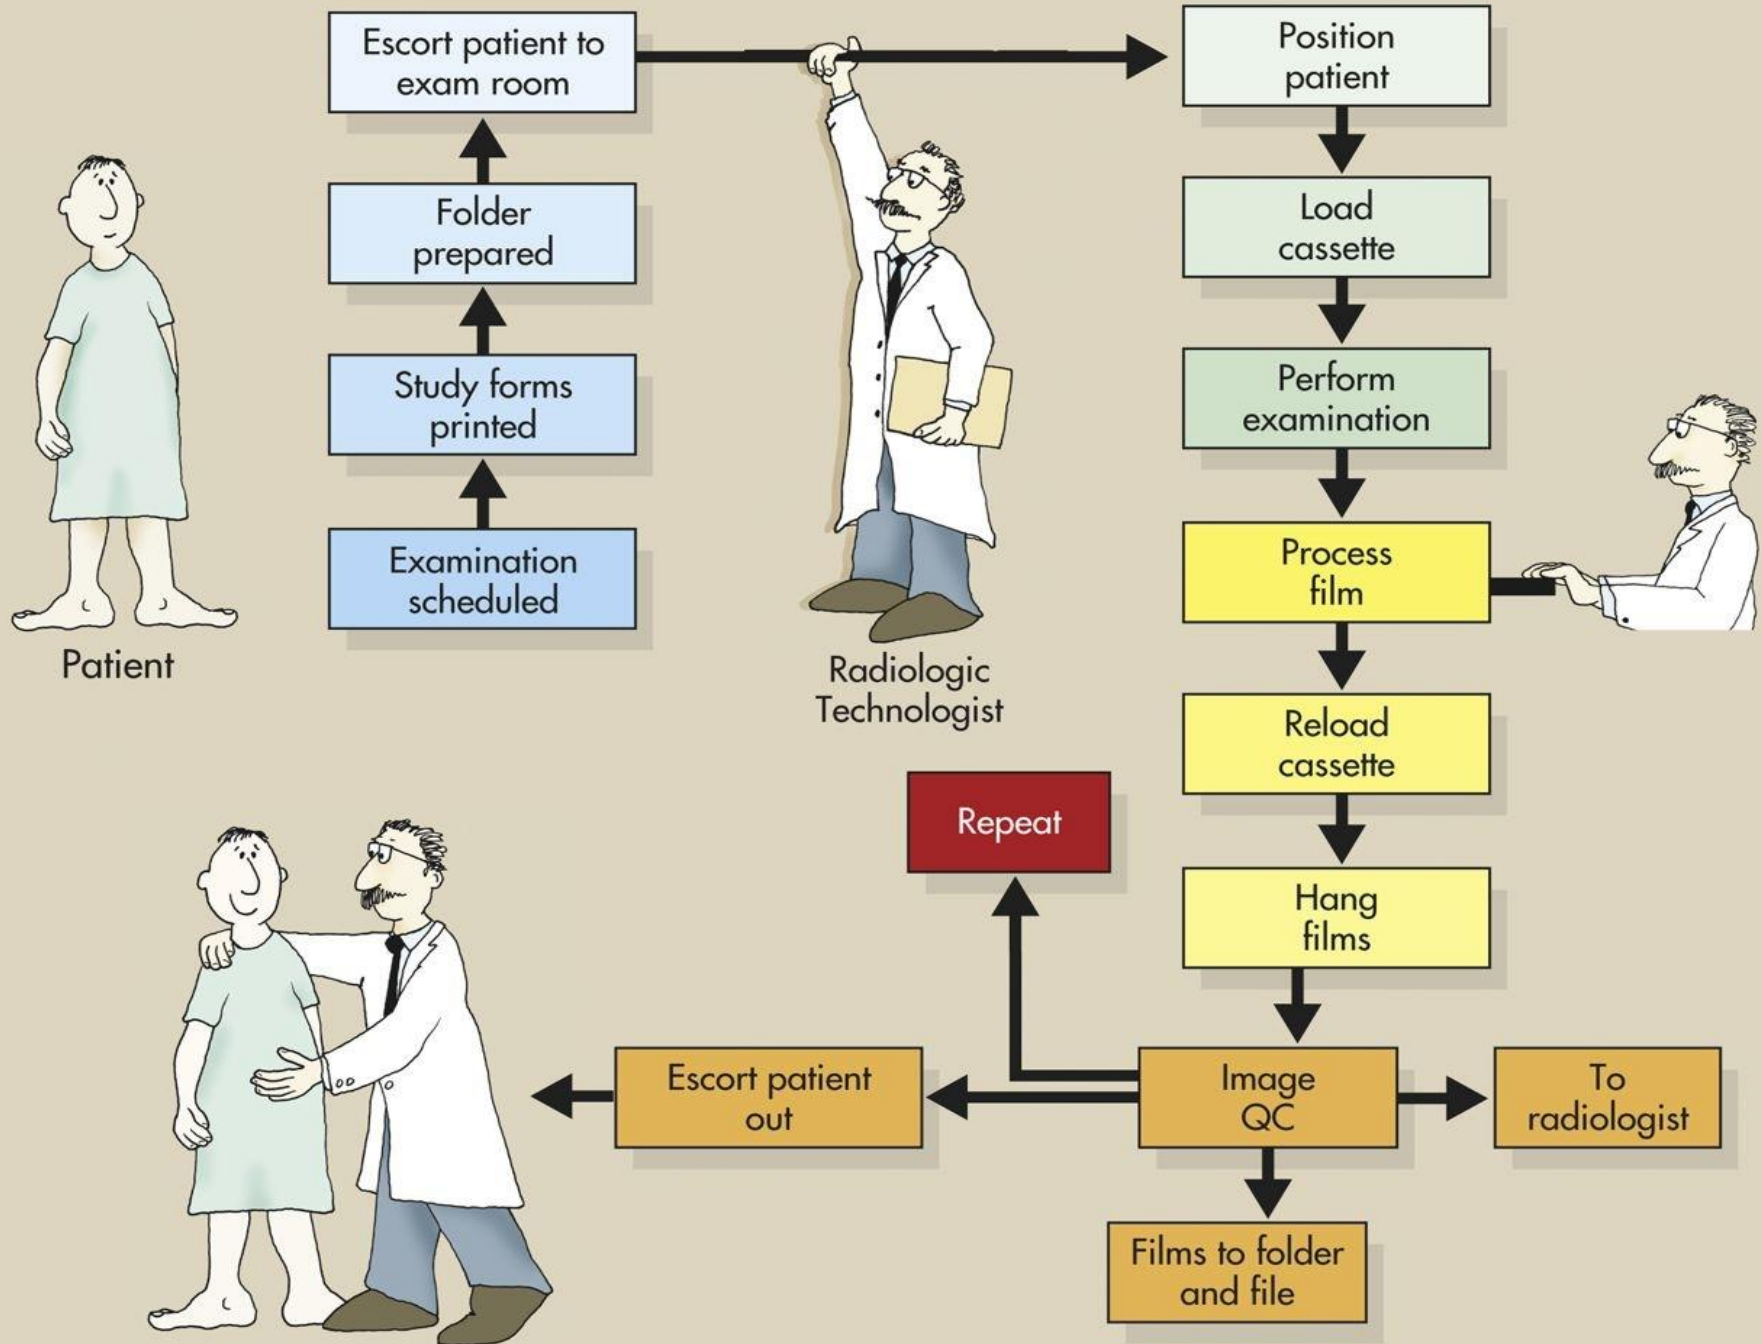 Escort patient to
exam room
Folder
prepared
Study forms
printed
Examination
scheduled
Patient
Radiologic
Technologist
Position
patient
Load
cassette
Perform
examination
Process
film
Reload
cassette
Hang
films
Repeat
Escort patient
out
Image
QC
To
radiologist
Films to folder
and file